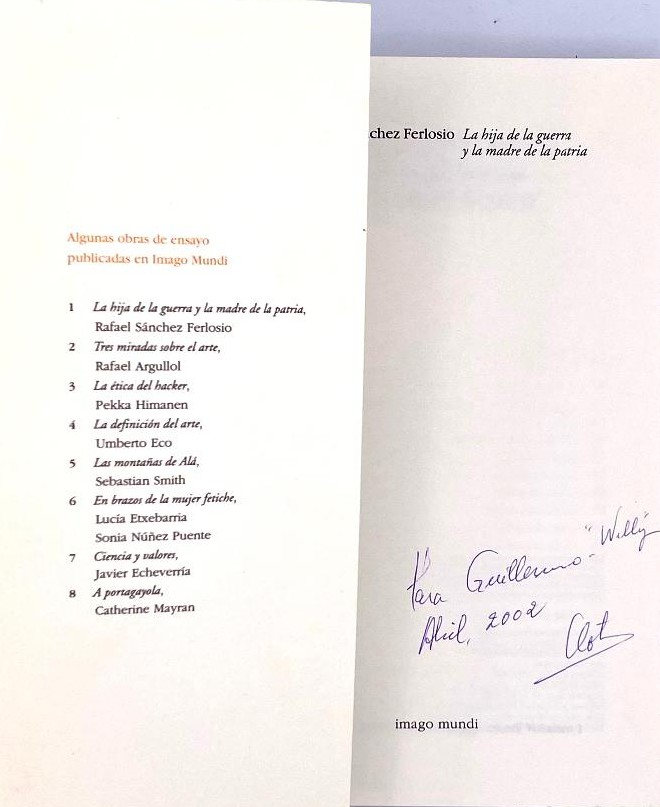 Algunas obras de ensayo
publicadas en Imago Mundi
1 La hija de la guerra y la madre de la patria,
Rafael Sánchez Ferlosio
2 Tres miradas sobre el arte,
Rafael Argullol
3 La ética del hacker,
Pekka Himanen
4 La definición del arte,
Umberto Eco
5 Las montañas de Alá,
Sebastian Smith
6 En brazos de la mujer fetiche,
Lucía Etxebarria
Sonia Núñez Puente
7 Ciencia y valores,
Javier Echeverría
8 A portagayola,
Catherine Mayran
chez Ferlosio La hija de la guerra
y la madre de la patria
Para Guillermo - "Willy"
Abril, 2002
imago mundi